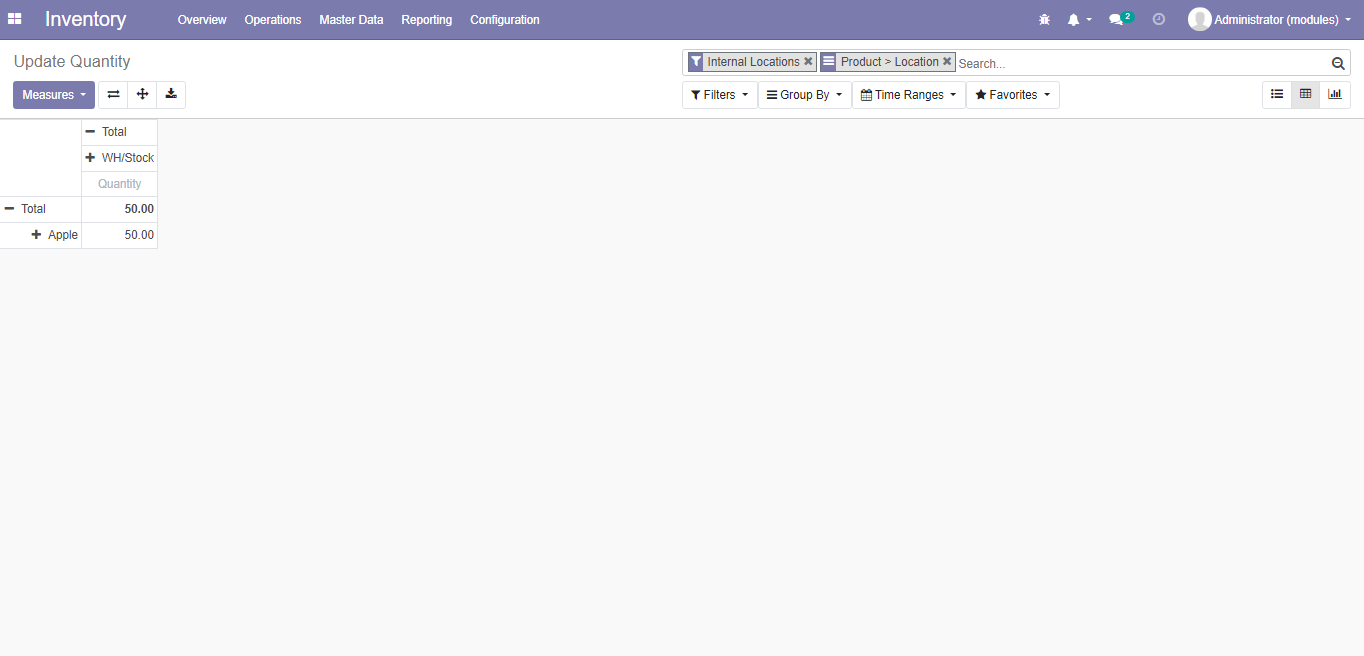 Inventory Overview Operations Master Data Reporting Configuration 2 Administrator (modules)
Update Quantity
Internal Locations Product > Location Search...
Measures Filters Group By Time Ranges Favorites
Total
WH/Stock
Quantity
Total 50.00
Apple 50.00